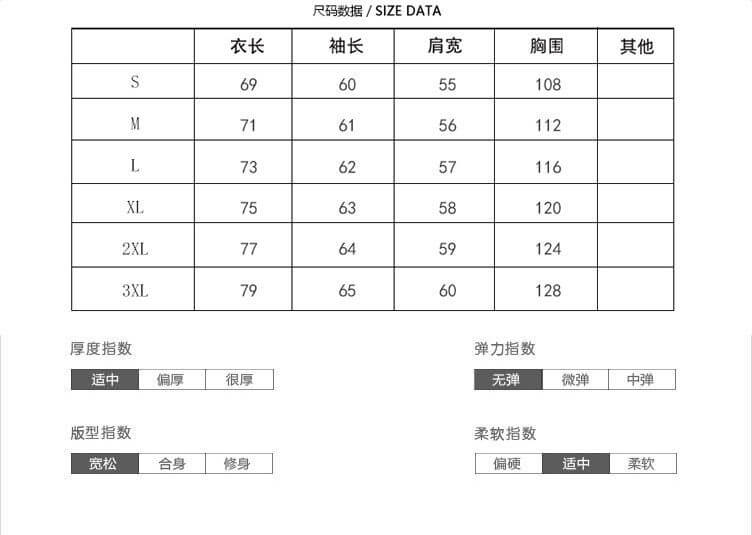 尺码数据 / SIZE DATA
衣长 袖长 肩宽 胸围 其他
S 69 60 55 108
M 71 61 56 112
L 73 62 57 116
XL 75 63 58 120
2XL 77 64 59 124
3XL 79 65 60 128
厚度指数 弹力指数
适中 偏厚 很厚 无弹 微弹 中弹
版型指数 柔软指数
宽松 合身 修身 偏硬 适中 柔软